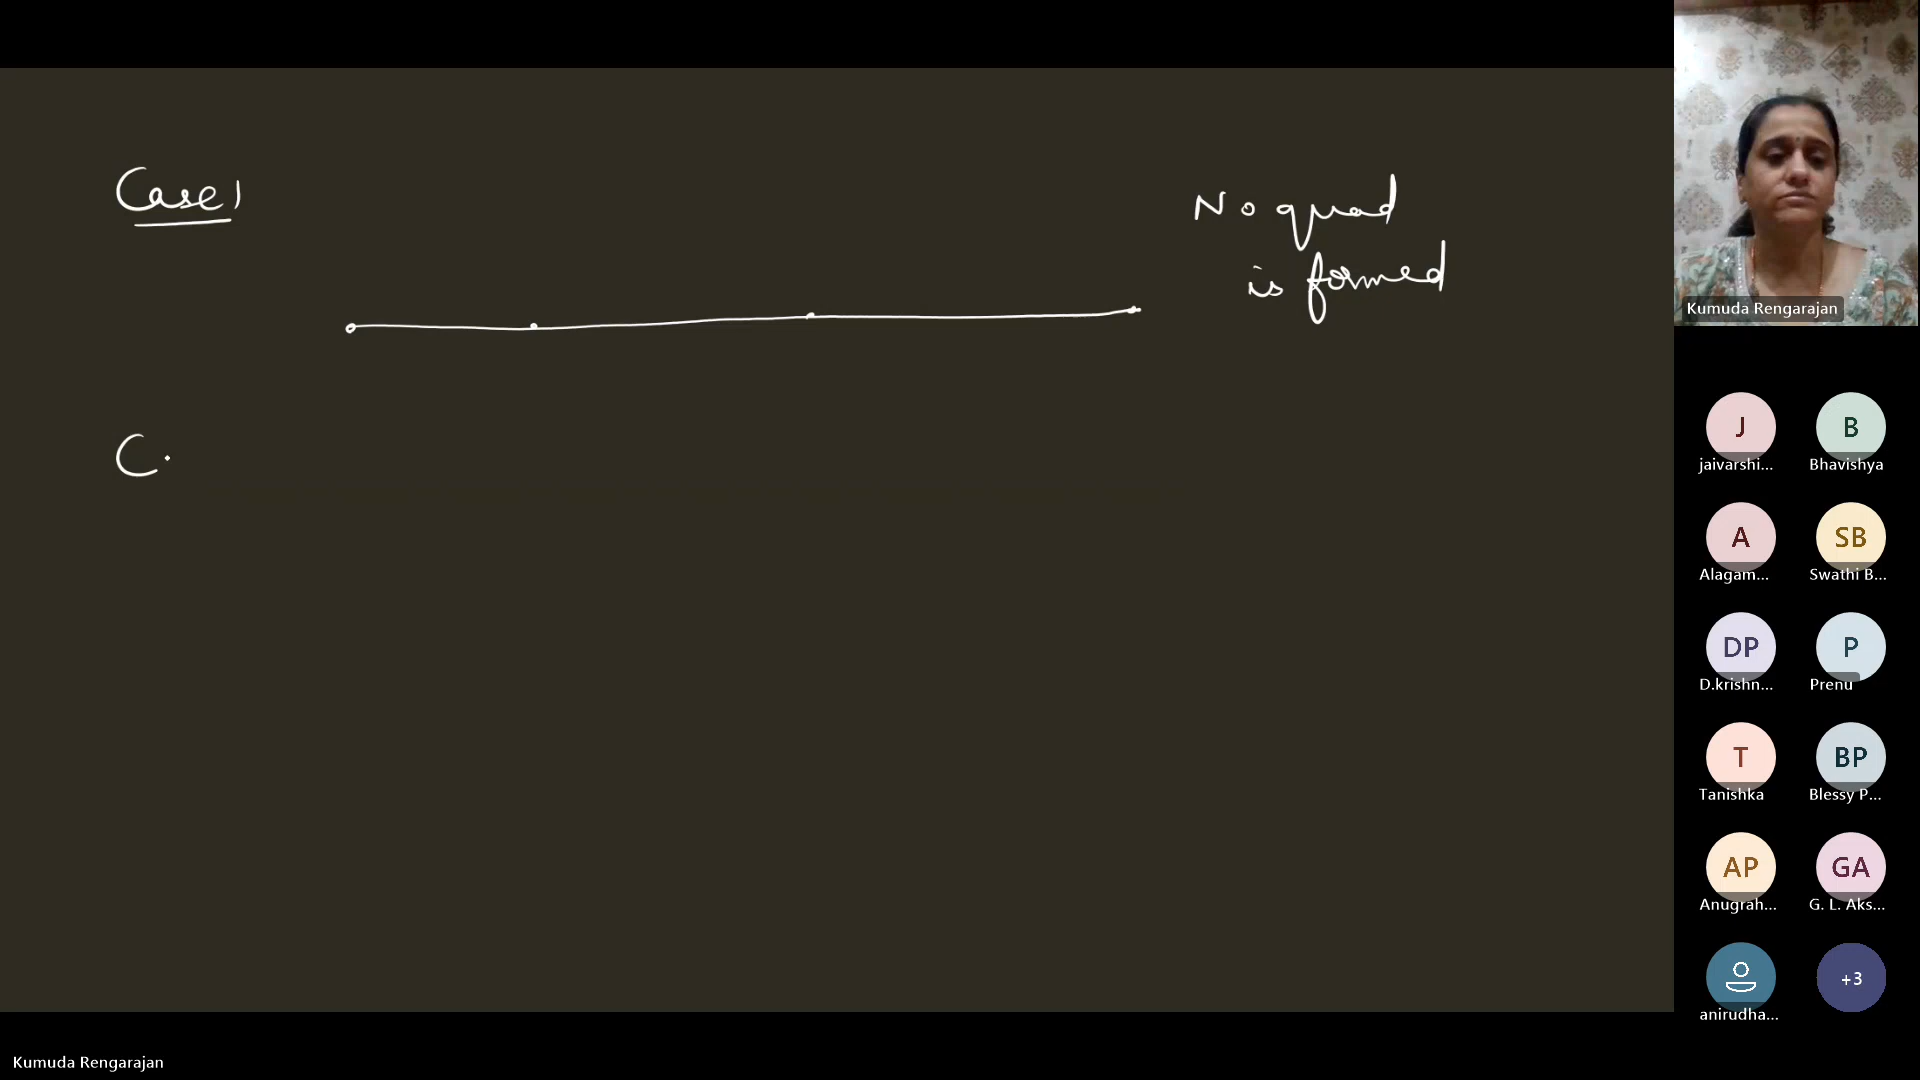 Case 1
No quad
is formed
C
Kumuda Rengarajan
J
jaivarshi...
B
Bhavishya
A
Alagam...
SB
Swathi B...
DP
D.krishn...
P
Prenu
T
Tanishka
BP
Blessy P...
AP
Anugrah...
GA
G. L. Aks...
anirudha...
+3
Kumuda Rengarajan